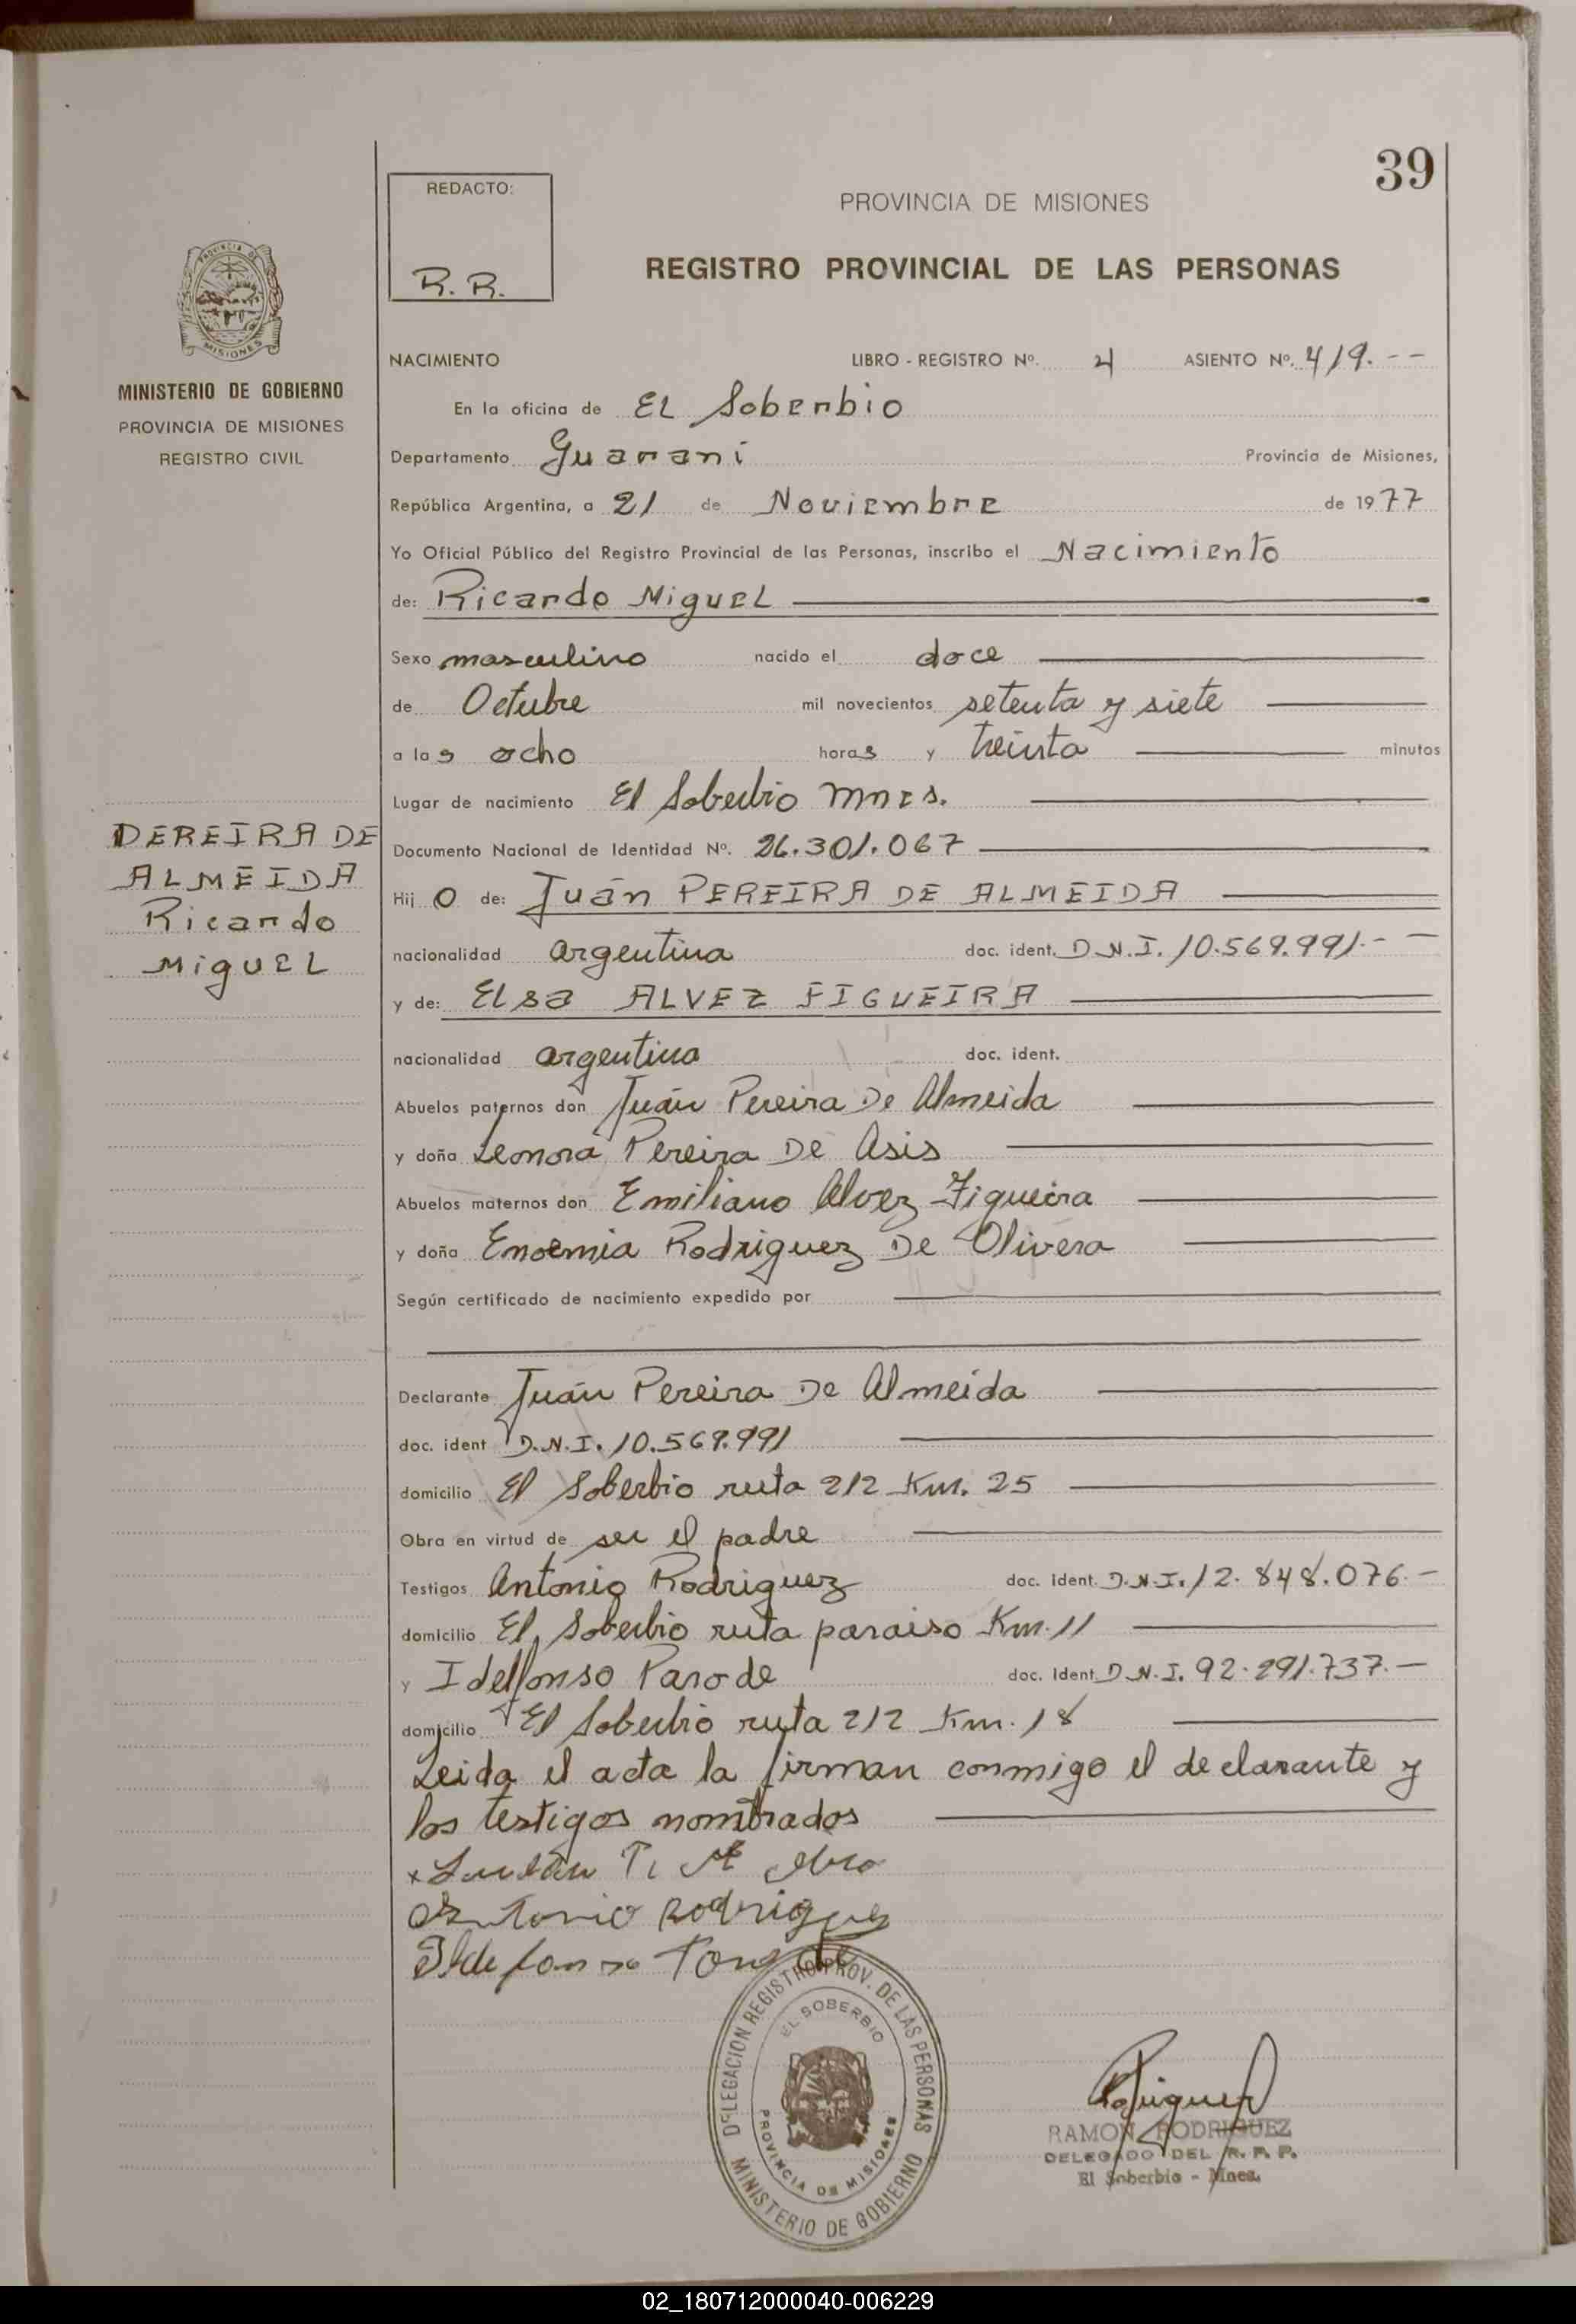 39
REDACTO:
R. R.
PROVINCIA DE MISIONES
REGISTRO PROVINCIAL DE LAS PERSONAS
PROVINCIA DE
MISIONES
MINISTERIO DE GOBIERNO
PROVINCIA DE MISIONES
REGISTRO CIVIL
DEREIRA DE
ALMEIDA
Ricardo
MiguEL
NACIMIENTO LIBRO - REGISTRO Nº. 4 ASIENTO Nº. 419.--
En la oficina de EL Soberbio
Departamento Guarani Provincia de Misiones,
República Argentina, a 21 de Noviembre de 1977
Yo Oficial Público del Registro Provincial de las Personas, inscribo el Nacimiento
de: Ricardo MiguEL
Sexo masculino nacido el doce
de Octubre mil novecientos setenta y siete
a las ocho horas y treinta minutos
Lugar de nacimiento El Soberbio Mnes.
Documento Nacional de Identidad Nº. 26.301.067
Hij O de: Juán PEREIRA DE ALMEIDA
nacionalidad argentina doc. ident. D.N.I. 10.569.991.- -
y de: Elsa ALVEZ FIGUEIRA
nacionalidad argentina doc. ident.
Abuelos paternos don Juán Pereira De Almeida
y doña Leonora Pereira De Asis
Abuelos maternos don Emiliano Alvez Figueira
y doña Enoemia Rodriguez De Olivera
Según certificado de nacimiento expedido por
Declarante Juán Pereira De Almeida
doc. ident D.N.I. 10.569.991
domicilio El Soberbio ruta 212 Km. 25
Obra en virtud de ser el padre
Testigos Antonio Rodriguez doc. ident. D.N.I. 12.848.076.-
domicilio El Soberbio ruta paraiso Km. 11
y Idelfonso Parode doc. ident. D.N.I. 92.291.737.-
domicilio El Soberbio ruta 212 Km. 18
Leida el acta la firman conmigo el declarante y
los testigos nombrados
Antonio Rodriguez
Ildefonso
DELEGACION REGISTRO PROV. DE LAS PERSONAS
EL SOBERBIO
PROVINCIA DE MISIONES
MINISTERIO DE GOBIERNO
Rodriguez
RAMON RODRIGUEZ
DELEGADO DEL R. P. P.
El Soberbio - Mnes.
02_180712000040-006229